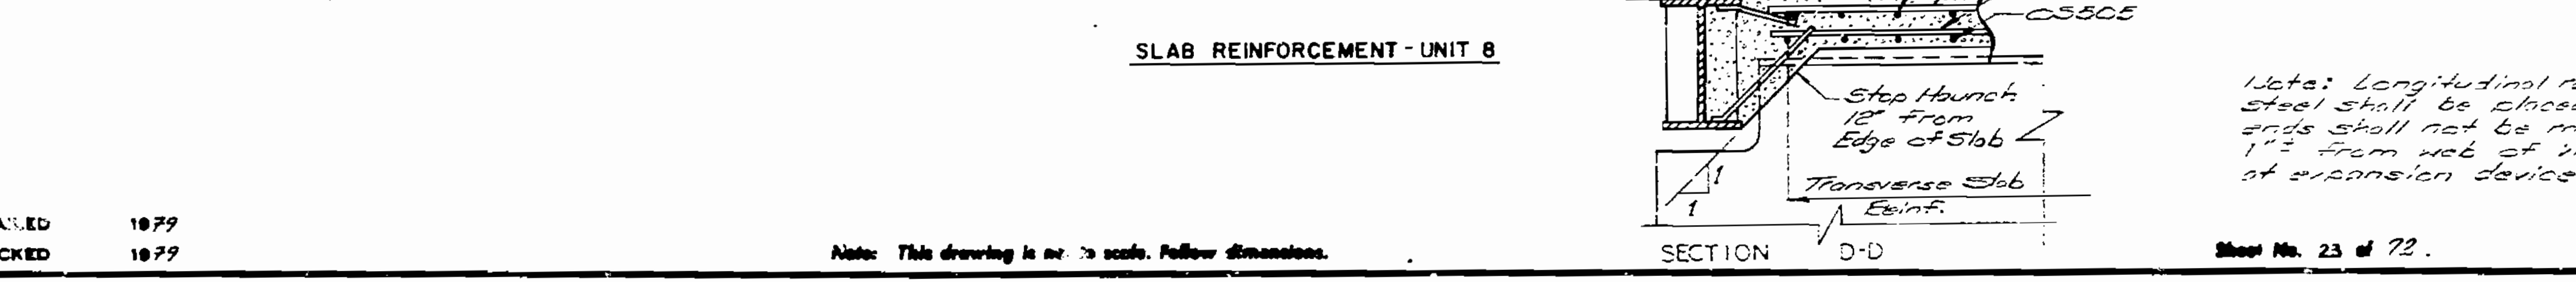 CS505
SLAB REINFORCEMENT - UNIT 8
Stop Haunch
12" from
Edge of Slab
Note: Longitudinal
steel shall be placed
ends shall not be
1"± from web of
at expansion device
1
1
Transverse Slab
Reinf.
1979
1979
Note: This drawing is to scale. Follow dimensions.
SECTION D-D
Sheet No. 23 of 72.